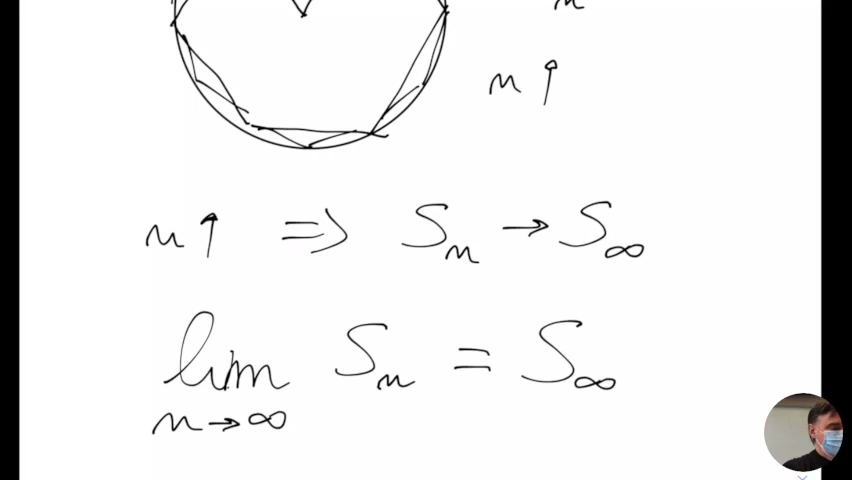 n
n ↑
n ↑ => Sn → S∞
lim Sn = S∞
n→∞